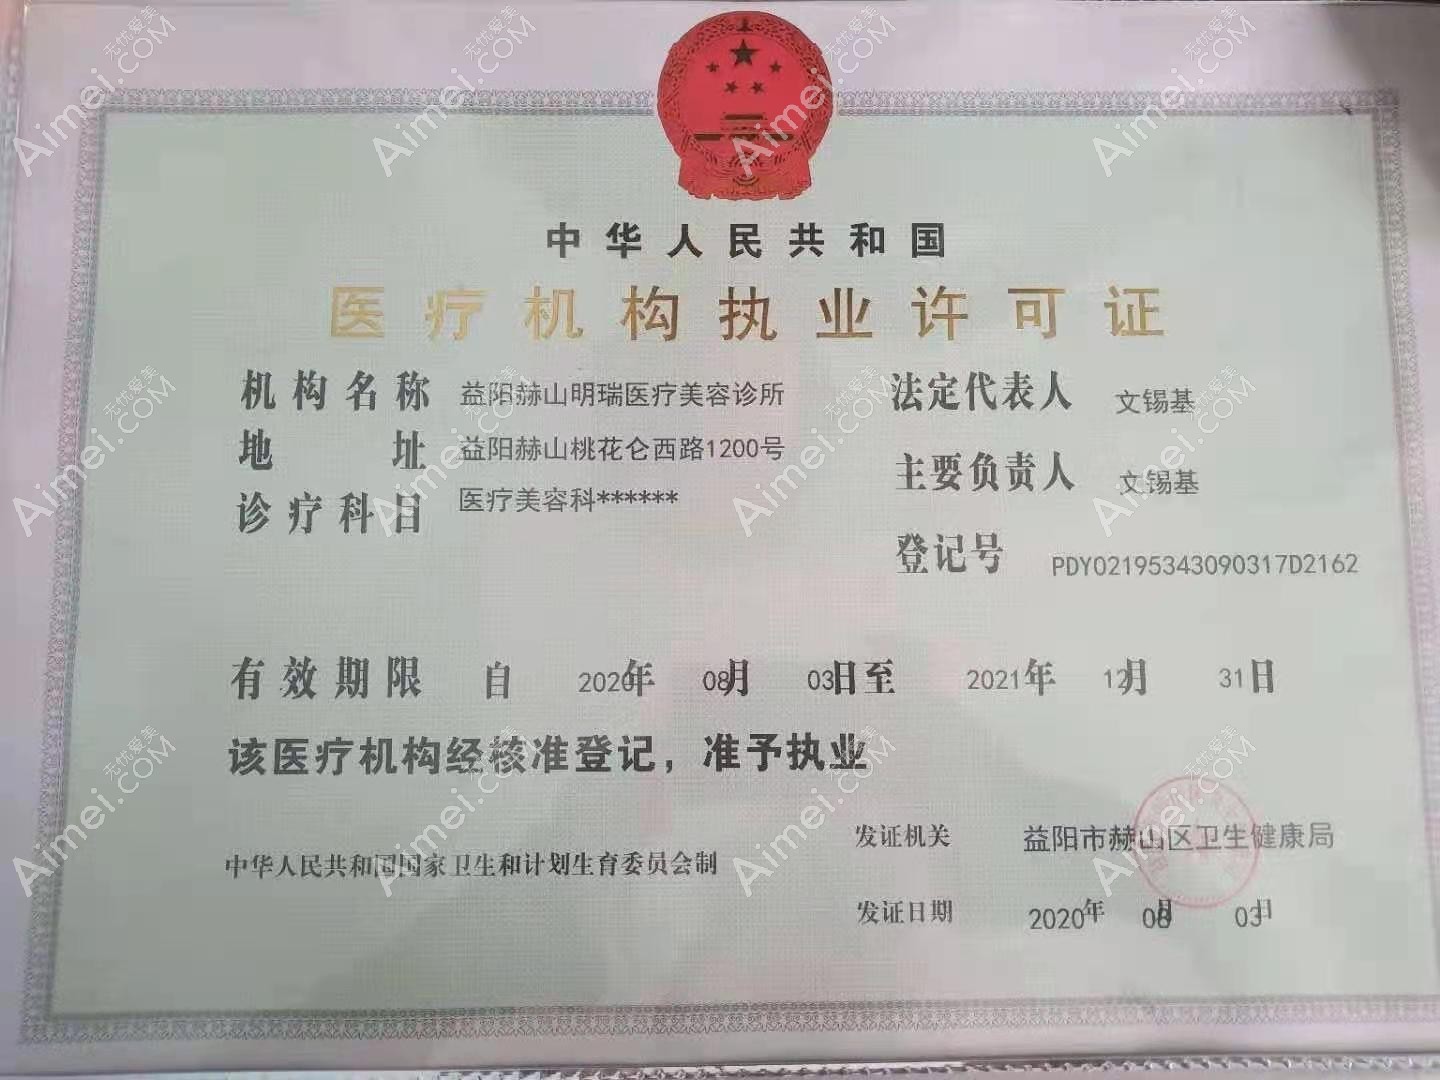 中华人民共和国
医疗机构执业许可证
机构名称 益阳赫山明瑞医疗美容诊所
地址 益阳赫山桃花仑西路1200号
诊疗科目 医疗美容科******
法定代表人 文锡基
主要负责人 文锡基
登记号 PDY02195343090317D2162
有效期限 自 2020年 08月 03日至 2021年 12月 31日
该医疗机构经核准登记，准予执业
发证机关 益阳市赫山区卫生健康局
中华人民共和国国家卫生和计划生育委员会制
发证日期 2020年 08月 03日
无忧爱美
Aimei.COM